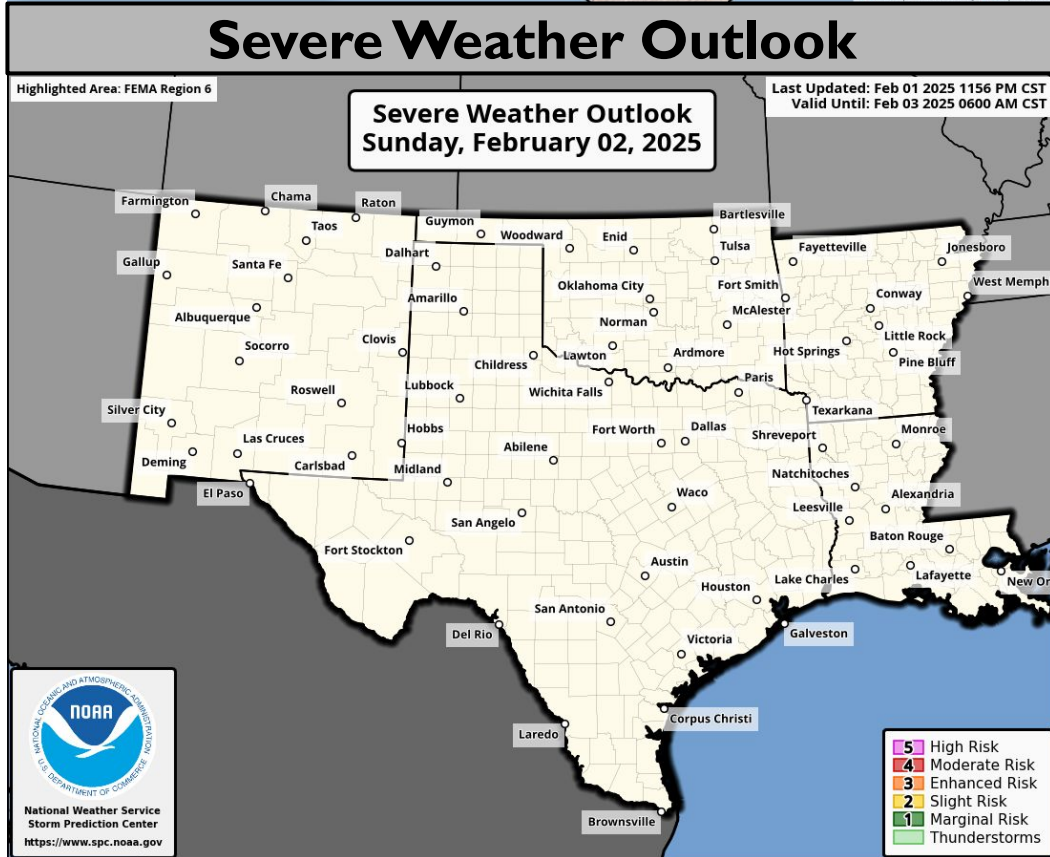 Severe Weather Outlook
Highlighted Area: FEMA Region 6
Last Updated: Feb 01 2025 1156 PM CST
Valid Until: Feb 03 2025 0600 AM CST
Severe Weather Outlook
Sunday, February 02, 2025
Farmington
Chama
Raton
Taos
Guymon
Woodward
Enid
Bartlesville
Tulsa
Fayetteville
Jonesboro
Gallup
Santa Fe
Dalhart
Oklahoma City
Fort Smith
West Memph
Albuquerque
Amarillo
Norman
McAlester
Conway
Socorro
Clovis
Childress
Lawton
Ardmore
Hot Springs
Little Rock
Pine Bluff
Roswell
Lubbock
Wichita Falls
Paris
Silver City
Texarkana
Las Cruces
Hobbs
Abilene
Fort Worth
Dallas
Shreveport
Monroe
Deming
Carlsbad
Midland
Natchitoches
El Paso
San Angelo
Waco
Leesville
Alexandria
Fort Stockton
Baton Rouge
Austin
Houston
Lake Charles
Lafayette
New Or
San Antonio
Del Rio
Victoria
Galveston
Laredo
Corpus Christi
Brownsville
NATIONAL OCEANIC AND ATMOSPHERIC ADMINISTRATION
NOAA
U.S. DEPARTMENT OF COMMERCE
National Weather Service
Storm Prediction Center
https://www.spc.noaa.gov
5 High Risk
4 Moderate Risk
3 Enhanced Risk
2 Slight Risk
1 Marginal Risk
Thunderstorms